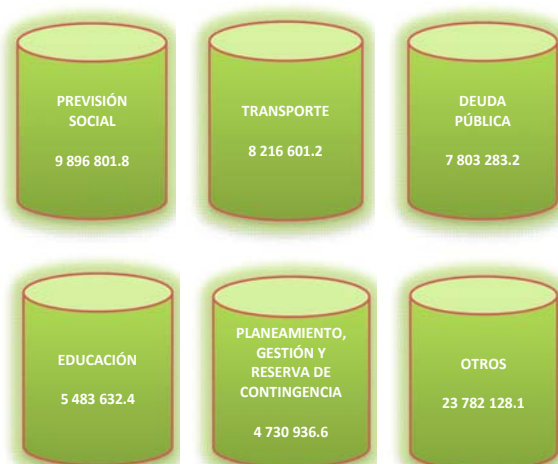 PREVISIÓN
SOCIAL
9 896 801.8
TRANSPORTE
8 216 601.2
DEUDA
PÚBLICA
7 803 283.2
EDUCACIÓN
5 483 632.4
PLANEAMIENTO,
GESTIÓN Y
RESERVA DE
CONTINGENCIA
4 730 936.6
OTROS
23 782 128.1